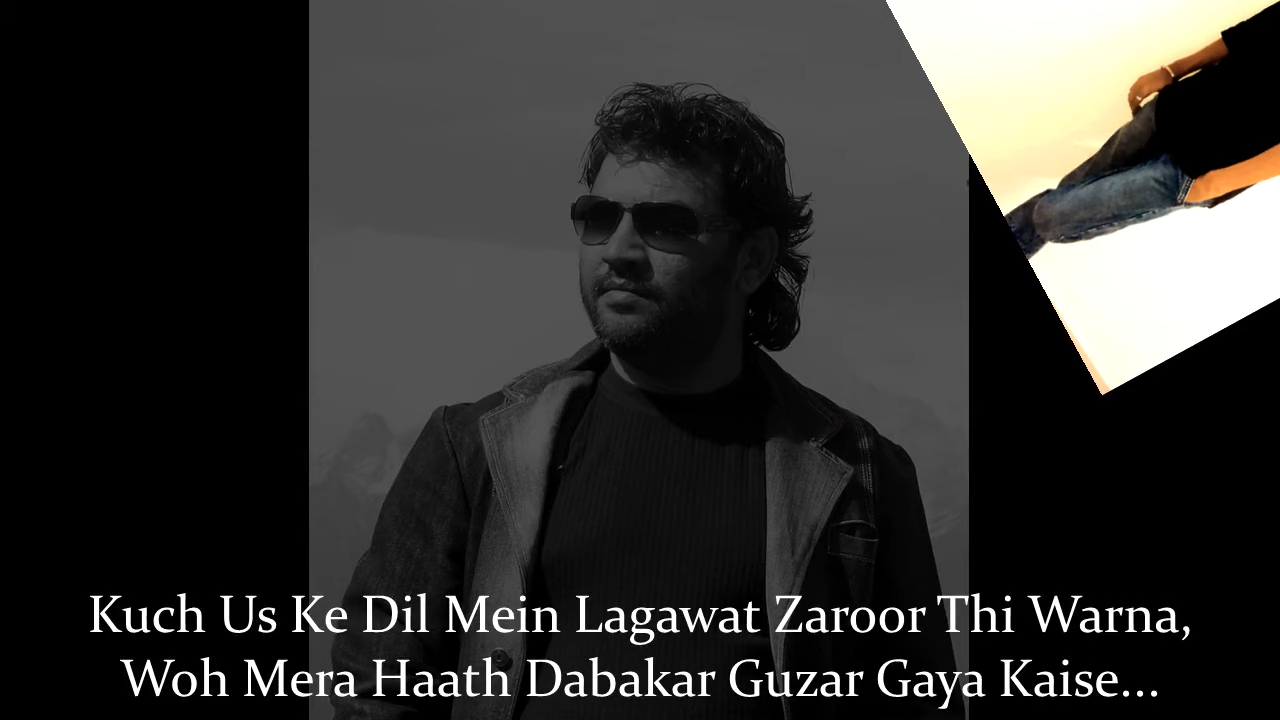 Kuch Us Ke Dil Mein Lagawat Zaroor Thi Warna,
Woh Mera Haath Dabakar Guzar Gaya Kaise...